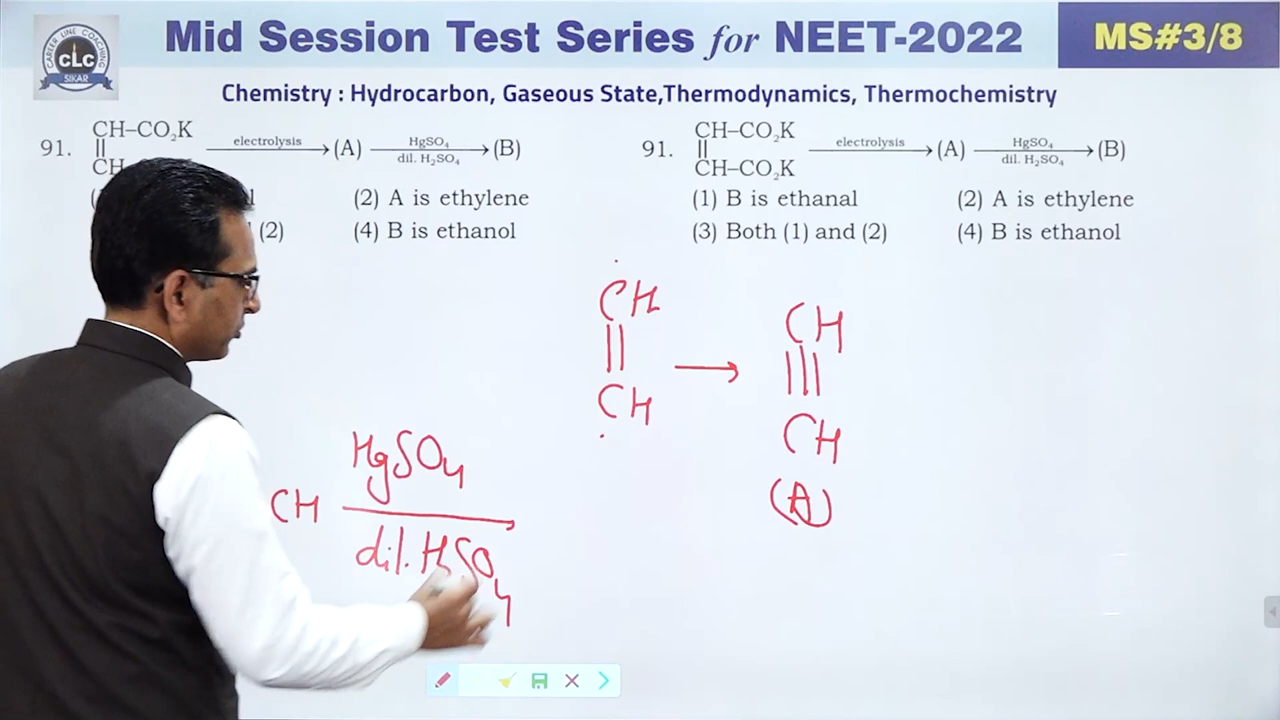 Mid Session Test Series for NEET-2022
MS#3/8
CAREER LINE COACHING
CLC
SIKAR
Chemistry : Hydrocarbon, Gaseous State,Thermodynamics, Thermochemistry
91. CH–CO₂K
||
CH
electrolysis → (A) HgSO₄ dil. H₂SO₄ → (B)
(2) A is ethylene
(2) (4) B is ethanol
91. CH–CO₂K
||
CH–CO₂K
electrolysis → (A) HgSO₄ dil. H₂SO₄ → (B)
(1) B is ethanal (2) A is ethylene
(3) Both (1) and (2) (4) B is ethanol
CH
||
CH
→
CH
|||
CH
(A)
CH
HgSO4
dil. H2SO4